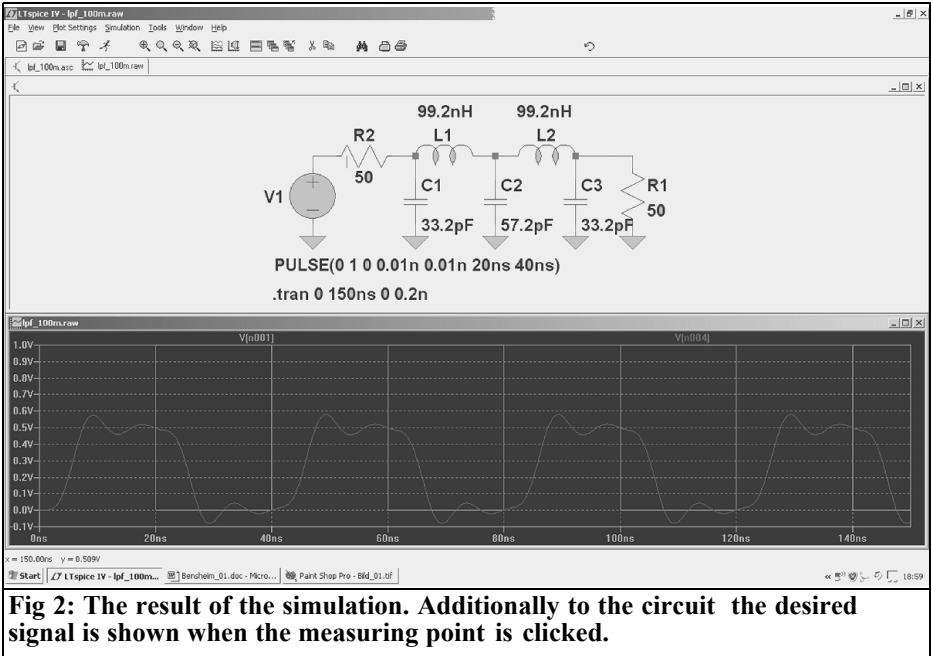 LTspice IV - lpf_100m.raw
File View Plot Settings Simulation Tools Window Help
lpf_100m.asc lpf_100m.raw
99.2nH 99.2nH
R2 L1 L2
50
V1 C1 C2 C3 R1
50
33.2pF 57.2pF 33.2pF
PULSE(0 1 0 0.01n 0.01n 20ns 40ns)
.tran 0 150ns 0 0.2n
lpf_100m.raw
V(n001) V(n004)
1.0V
0.9V
0.8V
0.7V
0.6V
0.5V
0.4V
0.3V
0.2V
0.1V
0.0V
-0.1V
0ns 20ns 40ns 60ns 80ns 100ns 120ns 140ns
x = 150.00ns y = 0.509V
Start LTspice IV - lpf_100m... Bensheim_01.doc - Micro... Paint Shop Pro - Bild_01.tif 18:59
Fig 2: The result of the simulation. Additionally to the circuit the desired
signal is shown when the measuring point is clicked.